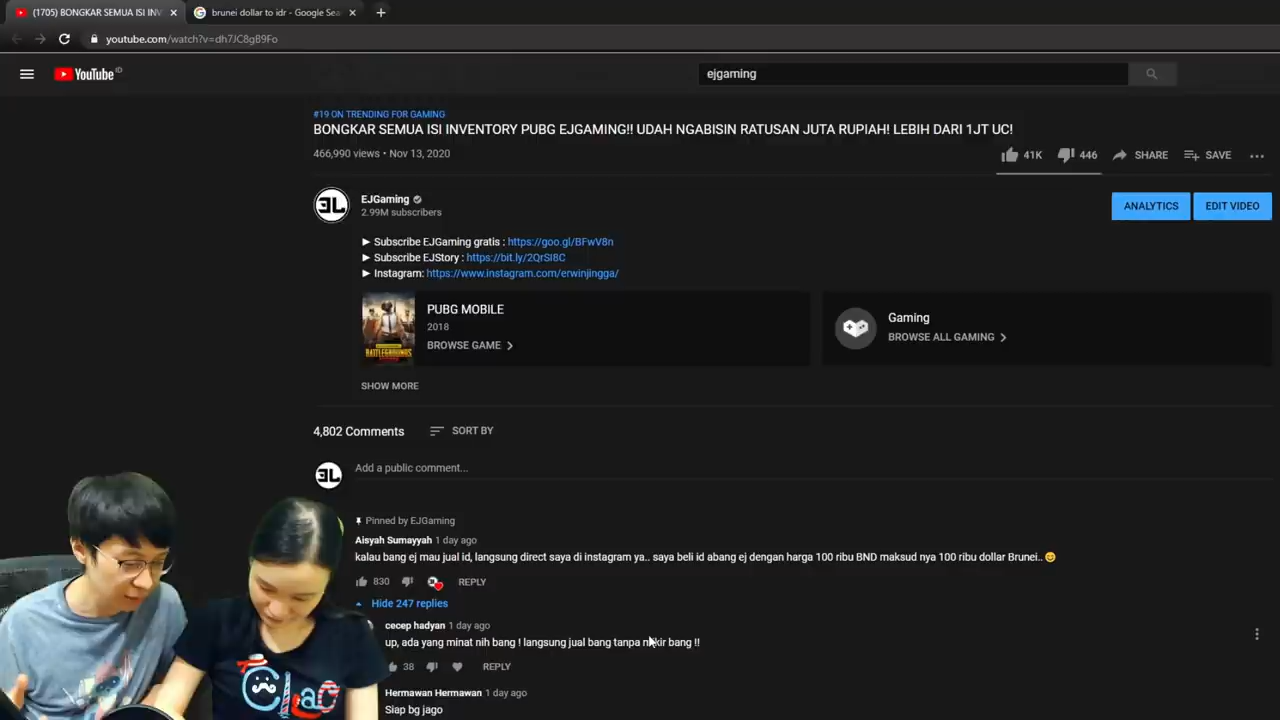 (1705) BONGKAR SEMUA ISI INV
brunei dollar to idr - Google Sea
youtube.com/watch?v=dh7JC8gB9Fo
YouTube ID
ejgaming
#19 ON TRENDING FOR GAMING
BONGKAR SEMUA ISI INVENTORY PUBG EJGAMING!! UDAH NGABISIN RATUSAN JUTA RUPIAH! LEBIH DARI 1JT UC!
466,990 views • Nov 13, 2020
41K 446 SHARE SAVE
EJGaming
2.99M subscribers
ANALYTICS EDIT VIDEO
► Subscribe EJGaming gratis : https://goo.gl/BFwV8n
► Subscribe EJStory : https://bit.ly/2QrSI8C
► Instagram: https://www.instagram.com/erwinjingga/
PUBG MOBILE
2018
BROWSE GAME
BATTLEGROUNDS
Gaming
BROWSE ALL GAMING
SHOW MORE
4,802 Comments SORT BY
Add a public comment...
Pinned by EJGaming
Aisyah Sumayyah 1 day ago
kalau bang ej mau jual id, langsung direct saya di instagram ya.. saya beli id abang ej dengan harga 100 ribu BND maksud nya 100 ribu dollar Brunei.. 😊
830 REPLY
Hide 247 replies
cecep hadyan 1 day ago
up, ada yang minat nih bang ! langsung jual bang tanpa mikir bang !!
38 REPLY
Hermawan Hermawan 1 day ago
Siap bg jago